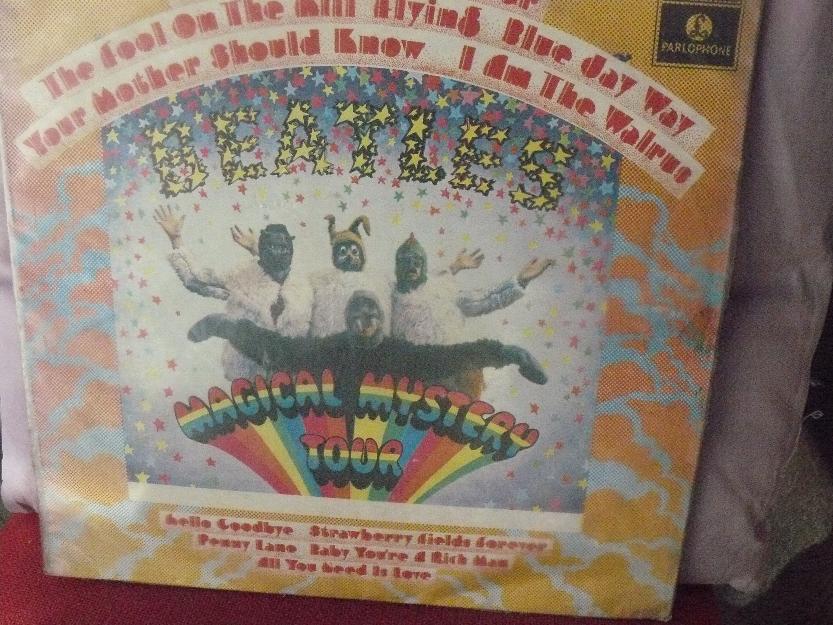 The Fool On The Hill Flying Blue Jay Way
Your Mother Should Know I Am The Walrus
PARLOPHONE
BEATLES
MAGICAL MYSTERY
TOUR
Hello Goodbye Strawberry Fields Forever
Penny Lane Baby You're A Rich Man
All You Need Is Love